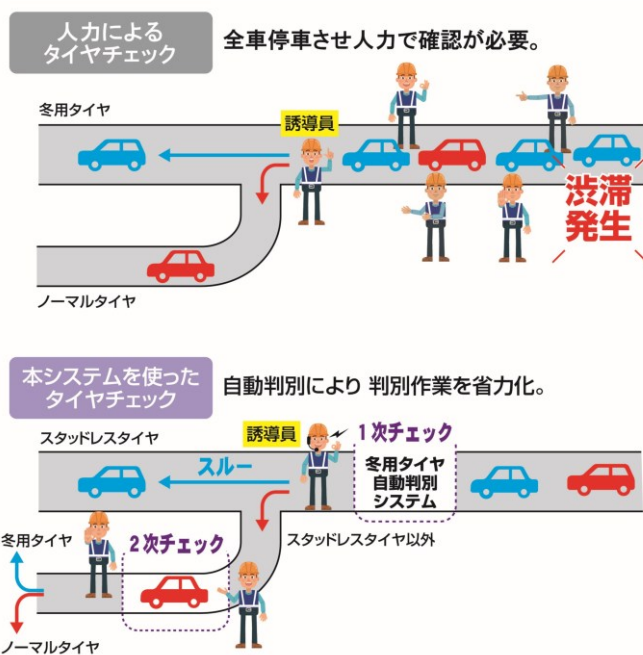 人力による
タイヤチェック
全車停車させ人力で確認が必要。
冬用タイヤ
誘導員
渋滞
発生
ノーマルタイヤ
本システムを使った
タイヤチェック
自動判別により 判別作業を省力化。
スタッドレスタイヤ
誘導員
1次チェック
スルー
冬用タイヤ
自動判別
システム
冬用タイヤ
2次チェック
スタッドレスタイヤ以外
ノーマルタイヤ